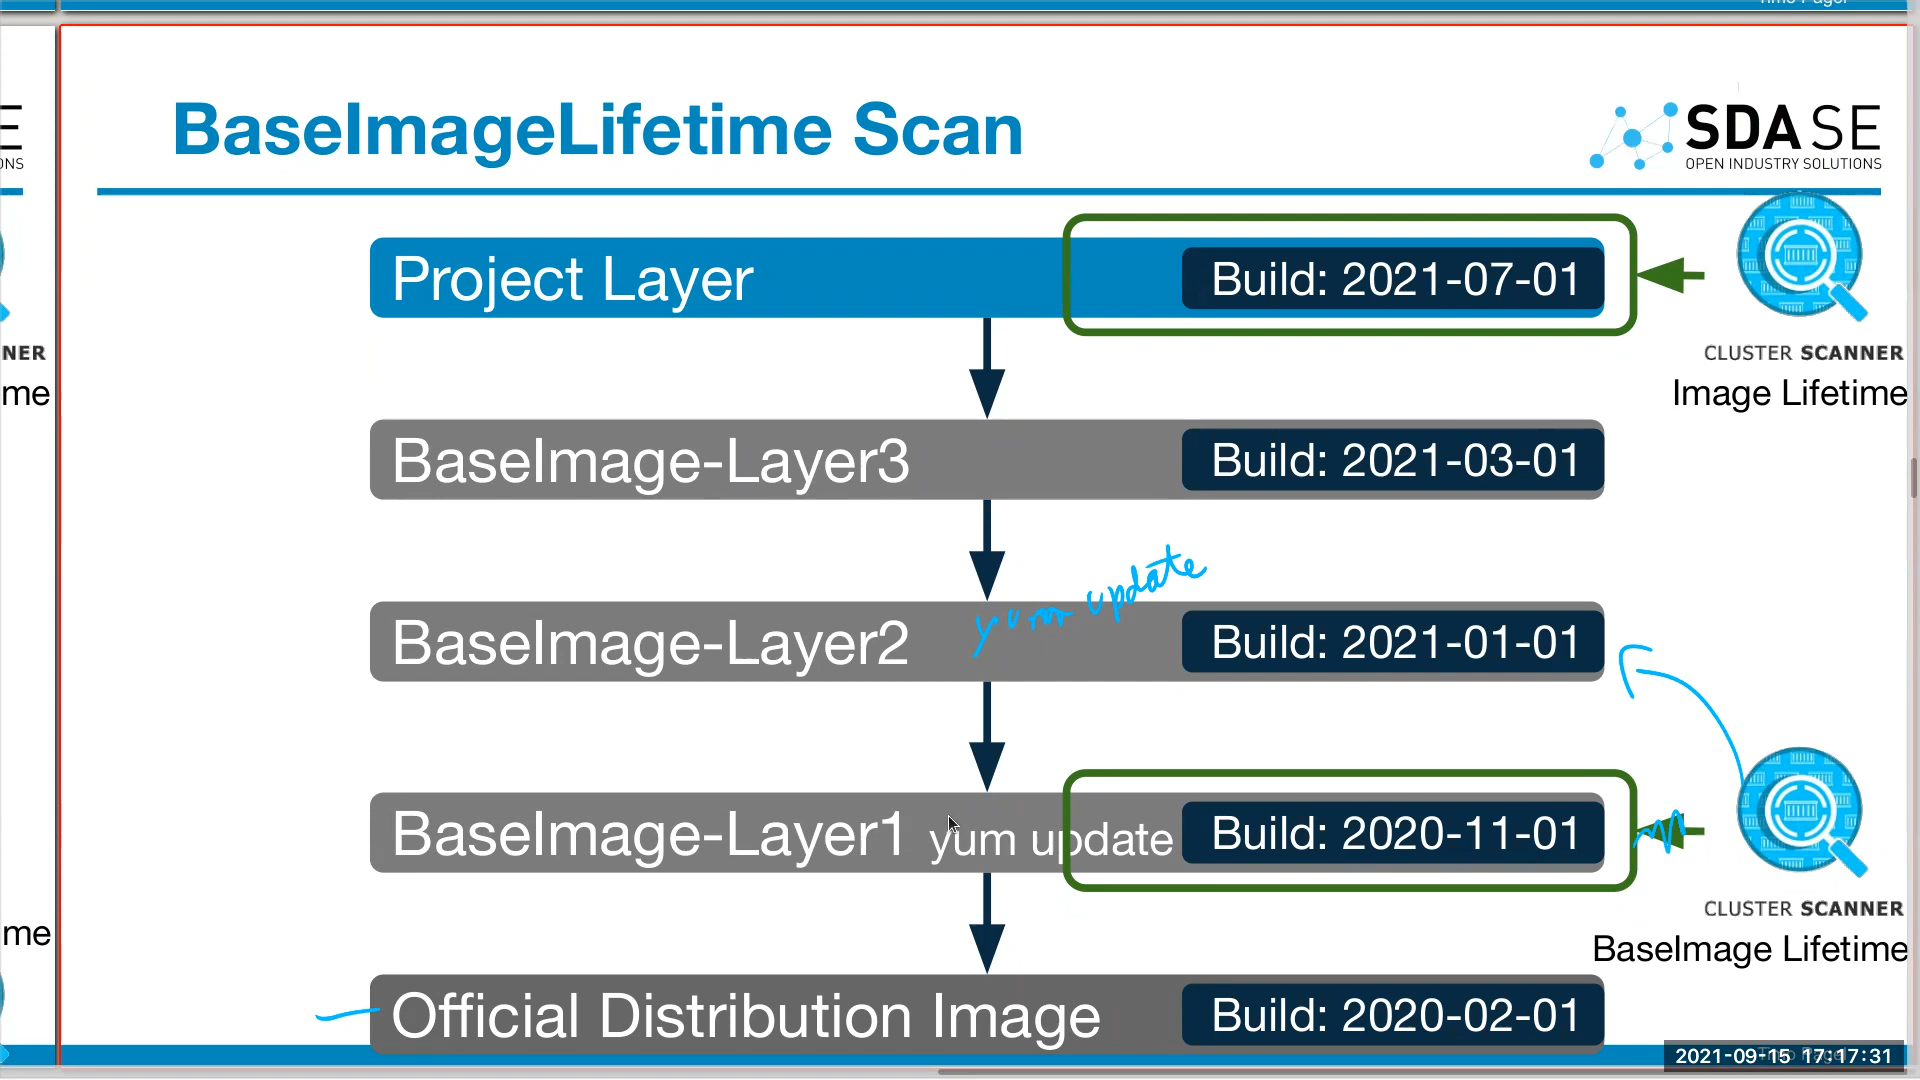 BaseImageLifetime Scan
SDA SE
OPEN INDUSTRY SOLUTIONS
E
ONS
Project Layer
Build: 2021-07-01
CLUSTER SCANNER
Image Lifetime
NER
me
BaseImage-Layer3
Build: 2021-03-01
yum update
BaseImage-Layer2
Build: 2021-01-01
BaseImage-Layer1 yum update
Build: 2020-11-01
CLUSTER SCANNER
BaseImage Lifetime
me
Official Distribution Image
Build: 2020-02-01
2021-09-15 17:17:31